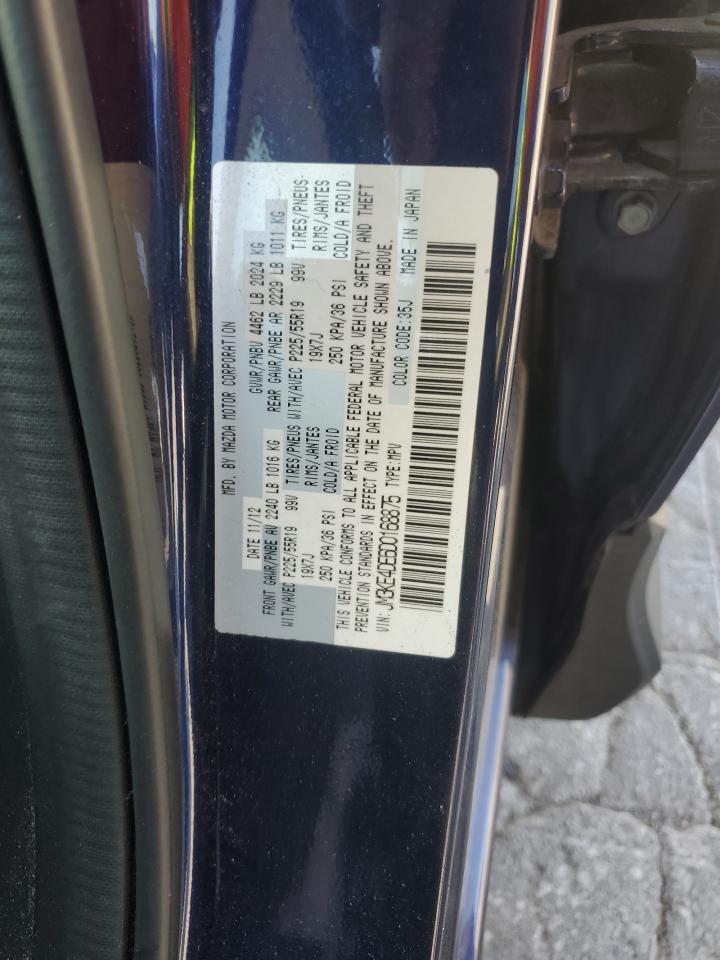 MFD. BY MAZDA MOTOR CORPORATION
DATE 11/12 GVWR/PNBV 4462 LB 2024 KG
FRONT GAWR/PNBE AV 2240 LB 1016 KG REAR GAWR/PNBE AR 2229 LB 1011 KG
WITH/AVEC P225/55R19 99V TIRES/PNEUS WITH/AVEC P225/55R19 99V TIRES/PNEUS
19X7J RIMS/JANTES 19X7J RIMS/JANTES
250 KPA/36 PSI COLD/A FROID 250 KPA/36 PSI COLD/A FROID
THIS VEHICLE CONFORMS TO ALL APPLICABLE FEDERAL MOTOR VEHICLE SAFETY AND THEFT
PREVENTION STANDARDS IN EFFECT ON THE DATE OF MANUFACTURE SHOWN ABOVE.
VIN: JM3KE4DE6D0168875 TYPE:MPV COLOR CODE:35J MADE IN JAPAN